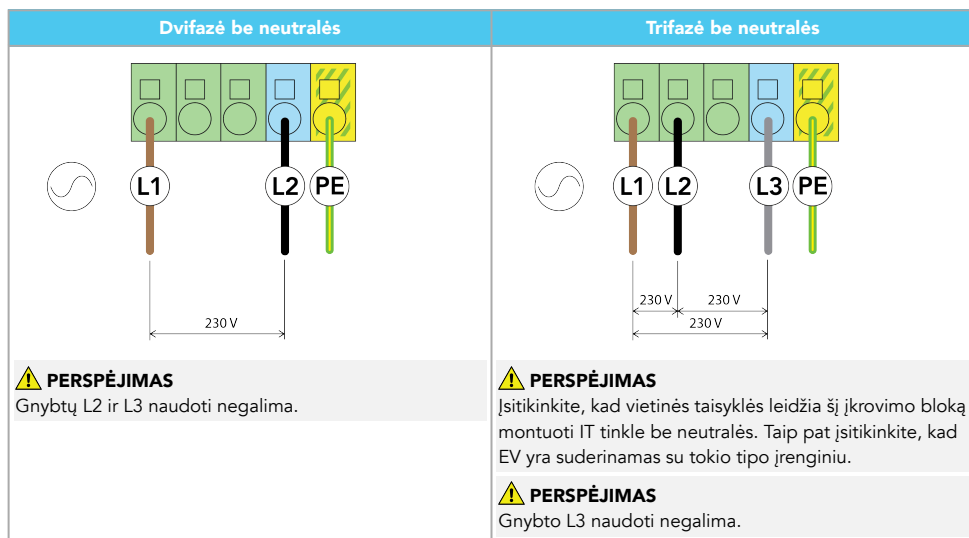 Dvifazė be neutralės
L1
L2
PE
230 V
PERSPĖJIMAS
Gnybtų L2 ir L3 naudoti negalima.
Trifazė be neutralės
L1
L2
L3
PE
230 V
230 V
230 V
PERSPĖJIMAS
Įsitikinkite, kad vietinės taisyklės leidžia šį įkrovimo bloką
montuoti IT tinkle be neutralės. Taip pat įsitikinkite, kad
EV yra suderinamas su tokio tipo įrenginiu.
PERSPĖJIMAS
Gnybto L3 naudoti negalima.